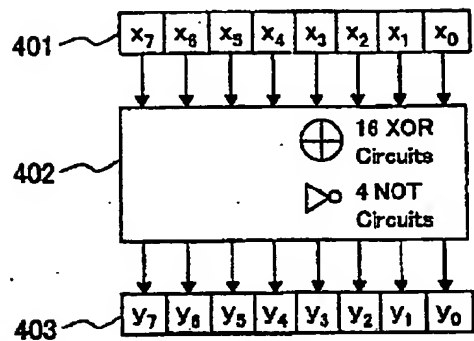 401 x₇ x₆ x₅ x₄ x₃ x₂ x₁ x₀
16 XOR
Circuits
402
4 NOT
Circuits
403 y₇ y₆ y₅ y₄ y₃ y₂ y₁ y₀